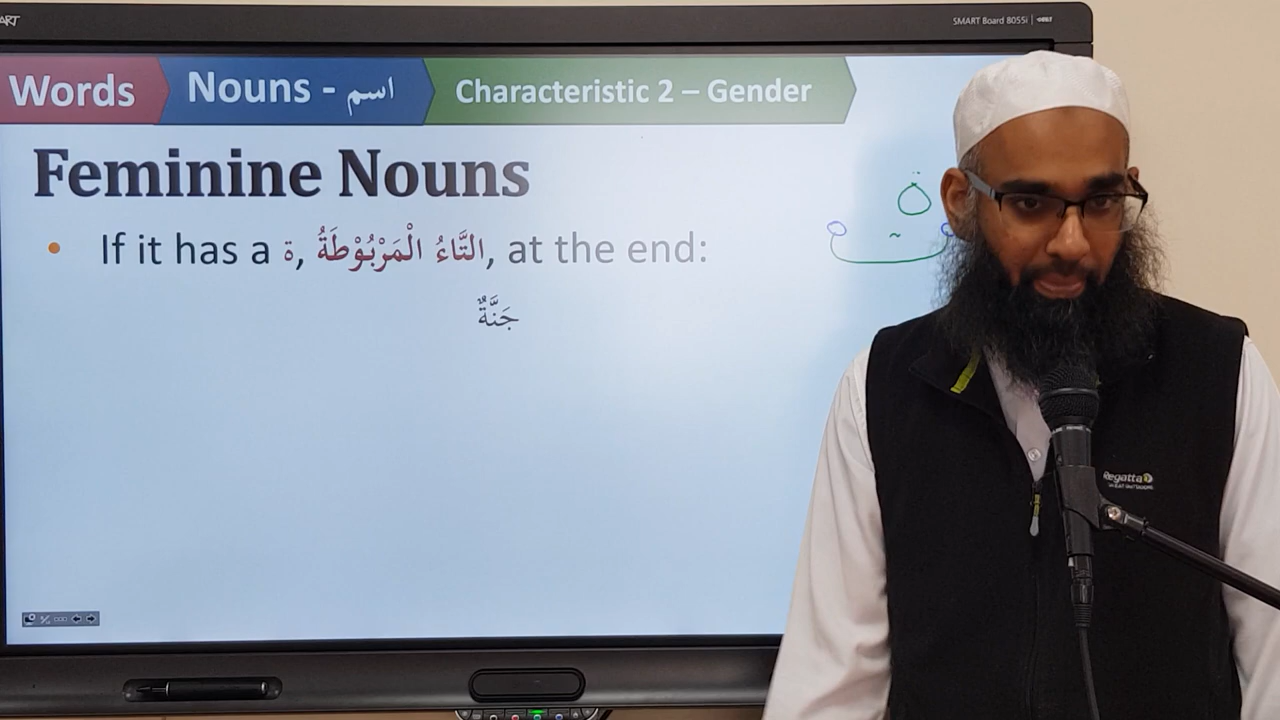 ART
SMART Board 8055i
Words
Nouns - اسم
Characteristic 2 – Gender
Feminine Nouns
• If it has a ة, التَّاءُ الْمَرْبُوْطَةُ, at the end:
جَنَّةٌ
ة
Regatta